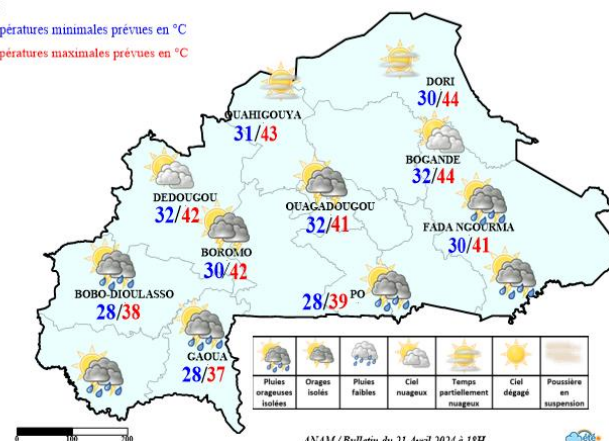 pératures minimales prévues en °C
pératures maximales prévues en °C
DORI
30/44
OUAHIGOUYA
31/43
BOGANDE
32/44
DEDOUGOU
32/42
OUAGADOUGOU
32/41
FADA NGOURMA
30/41
BOROMO
30/42
BOBO-DIOULASSO
28/38
28/39 PO
GAOUA
28/37
Pluies orageuses isolées
Orages isolés
Pluies faibles
Ciel nuageux
Temps partiellement nuageux
Ciel dégagé
Poussière en suspension
0 100 200
ANAM / Bulletin du 21 Avril 2024 à 18H